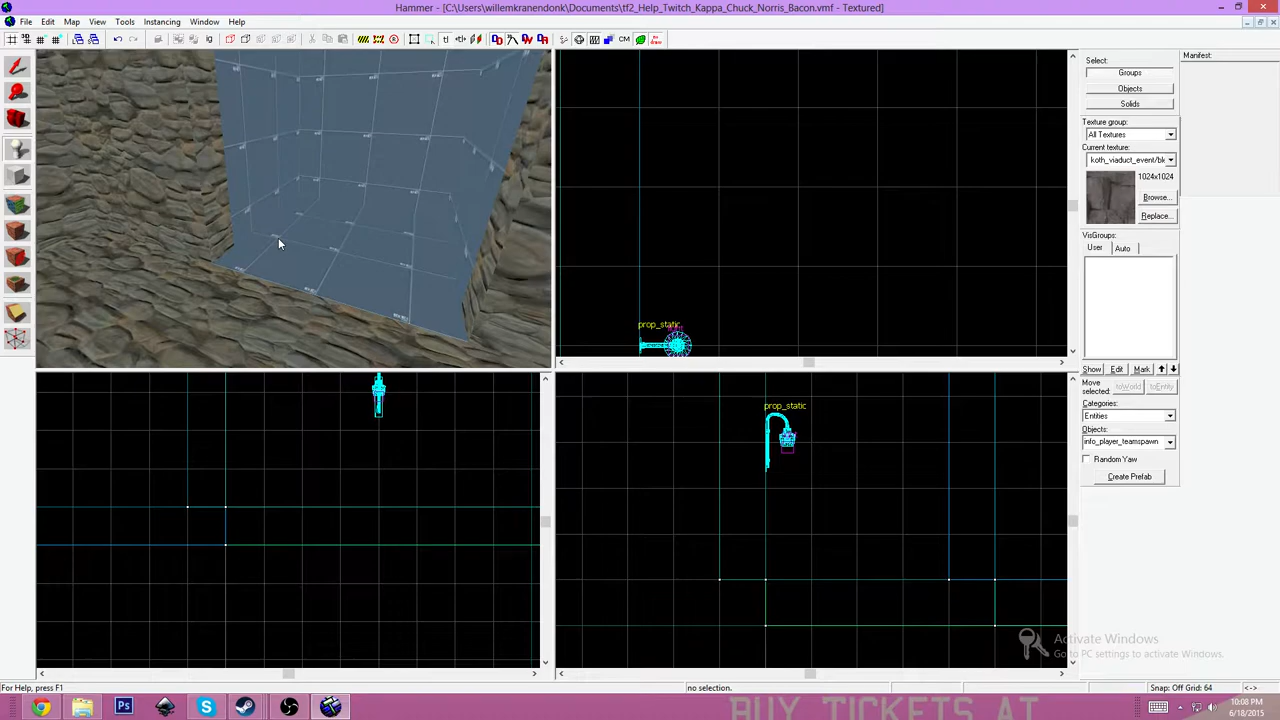 Hammer - [C:\Users\willemkranendonk\Documents\tf2_Help_Twitch_Kappa_Chuck_Norris_Bacon.vmf - Textured]
File Edit Map View Tools Instancing Window Help
Select:
Groups
Objects
Solids
Texture group:
All Textures
Current texture:
koth_viaduct_event/bk
1024x1024
Browse...
Replace...
VisGroups:
User Auto
Show Edit Mark
Move selected:
toWorld toEntity
Categories:
Entities
Objects:
info_player_teamspawn
Random Yaw
Create Prefab
Manifest:
prop_static
prop_static
Activate Windows
Go to PC settings to activate Windows.
For Help, press F1
no selection.
Snap: Off Grid: 64
<->
BUY TICKETS AT
10:08 PM
6/18/2015